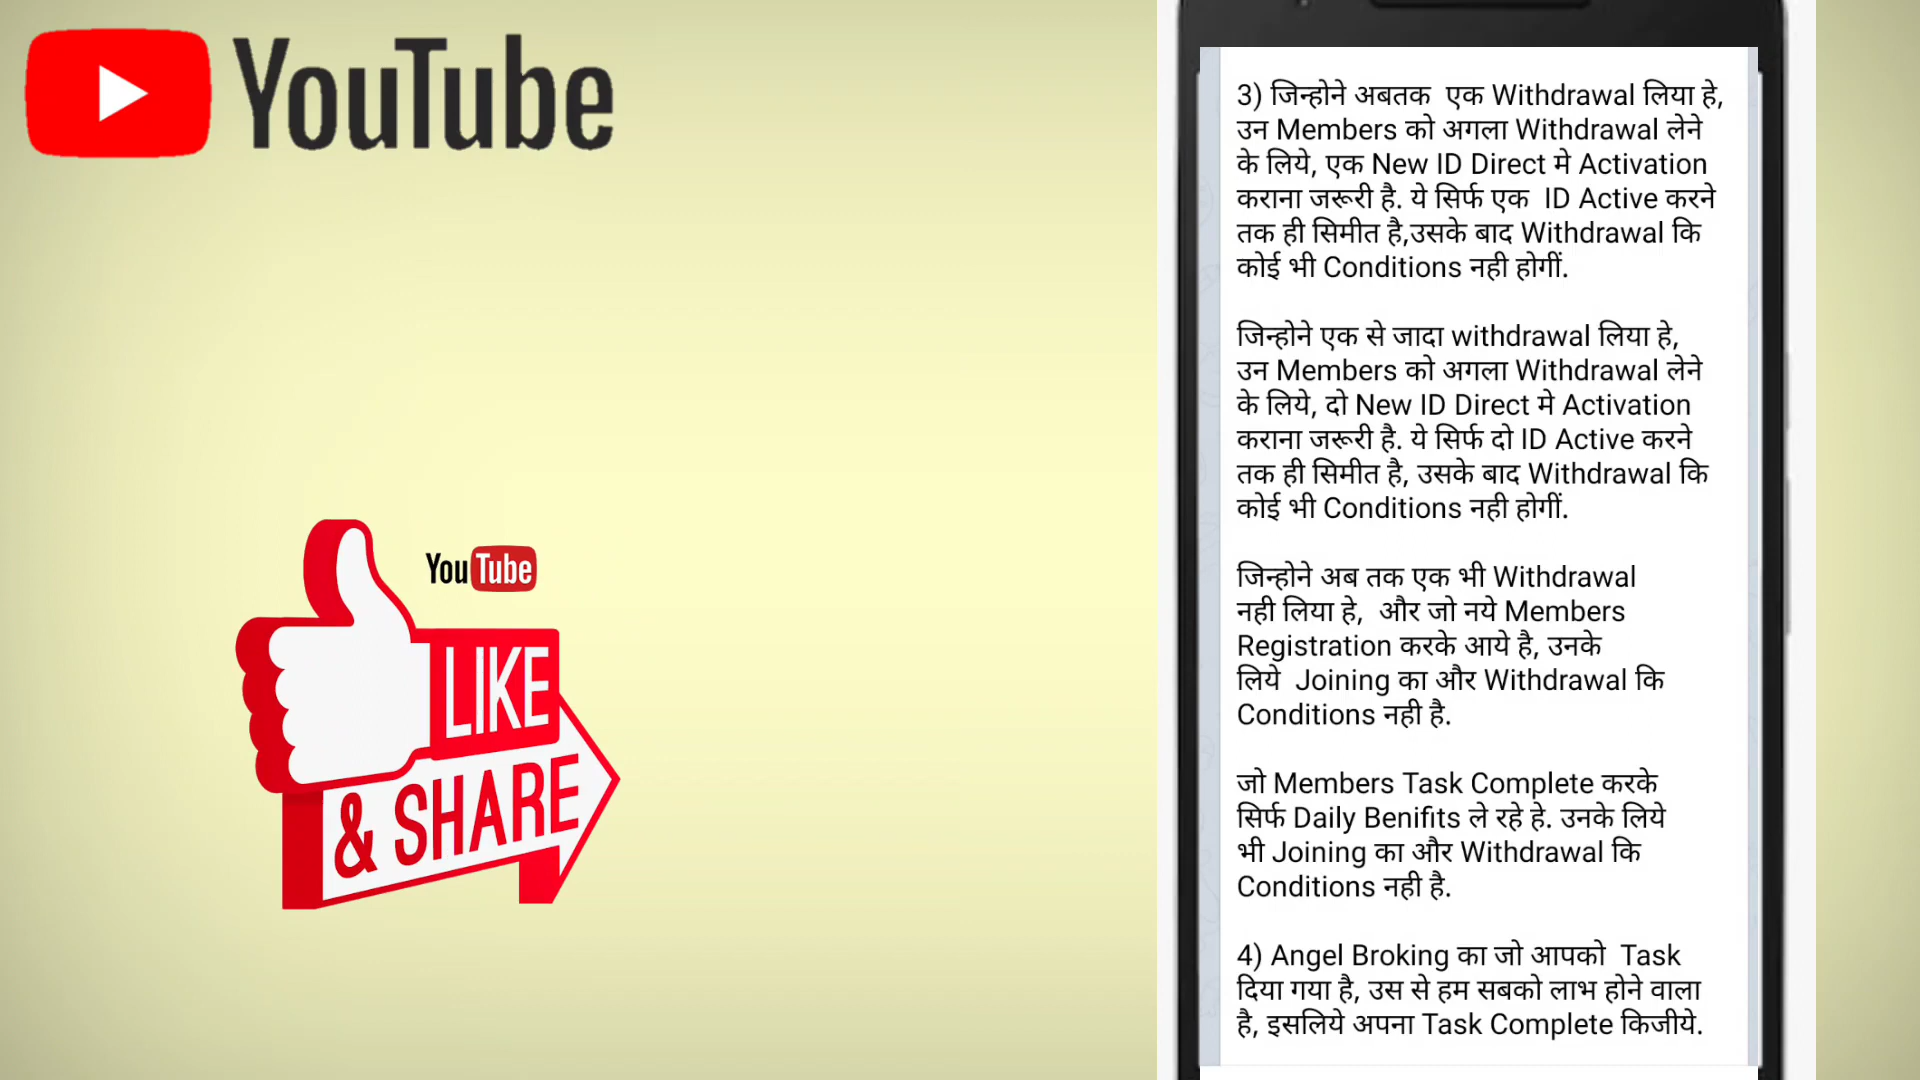 YouTube
YouTube
LIKE
& SHARE
3) जिन्होने अबतक एक Withdrawal लिया हे,
उन Members को अगला Withdrawal लेने
के लिये, एक New ID Direct मे Activation
कराना जरूरी है. ये सिर्फ एक ID Active करने
तक ही सिमीत है,उसके बाद Withdrawal कि
कोई भी Conditions नही होगीं.
जिन्होने एक से जादा withdrawal लिया हे,
उन Members को अगला Withdrawal लेने
के लिये, दो New ID Direct मे Activation
कराना जरूरी है. ये सिर्फ दो ID Active करने
तक ही सिमीत है, उसके बाद Withdrawal कि
कोई भी Conditions नही होगीं.
जिन्होने अब तक एक भी Withdrawal
नही लिया हे, और जो नये Members
Registration करके आये है, उनके
लिये Joining का और Withdrawal कि
Conditions नही है.
जो Members Task Complete करके
सिर्फ Daily Benifits ले रहे हे. उनके लिये
भी Joining का और Withdrawal कि
Conditions नही है.
4) Angel Broking का जो आपको Task
दिया गया है, उस से हम सबको लाभ होने वाला
है, इसलिये अपना Task Complete किजीये.